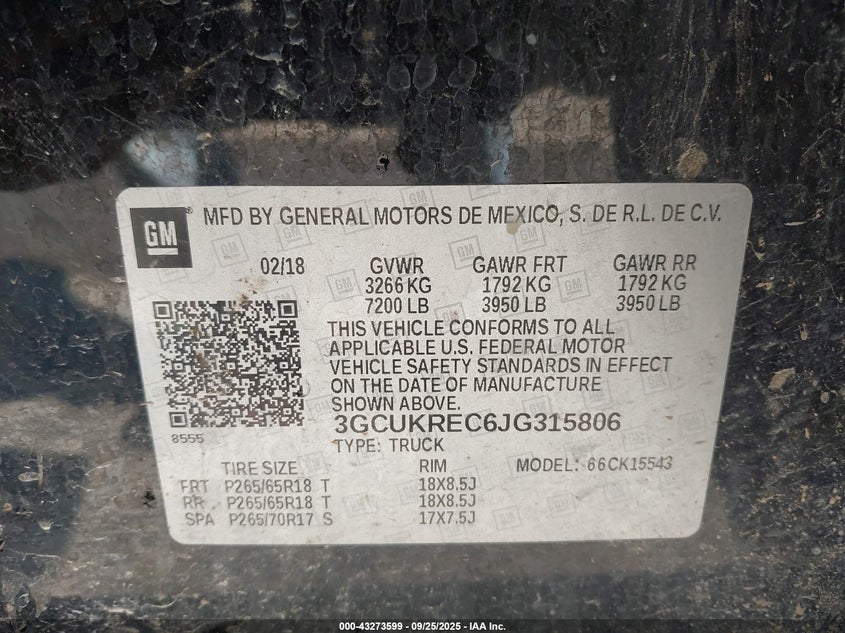 GM ® MFD BY GENERAL MOTORS DE MEXICO, S. DE R.L. DE C.V.
02/18 GVWR GAWR FRT GAWR RR
3266 KG 1792 KG 1792 KG
7200 LB 3950 LB 3950 LB
THIS VEHICLE CONFORMS TO ALL
APPLICABLE U.S. FEDERAL MOTOR
VEHICLE SAFETY STANDARDS IN EFFECT
ON THE DATE OF MANUFACTURE
SHOWN ABOVE.
3GCUKREC6JG315806
8555
TYPE: TRUCK
TIRE SIZE RIM MODEL: 66CK15543
FRT P265/65R18 T 18X8.5J
RR P265/65R18 T 18X8.5J
SPA P265/70R17 S 17X7.5J
000-43273599 - 09/25/2025 - IAA Inc.